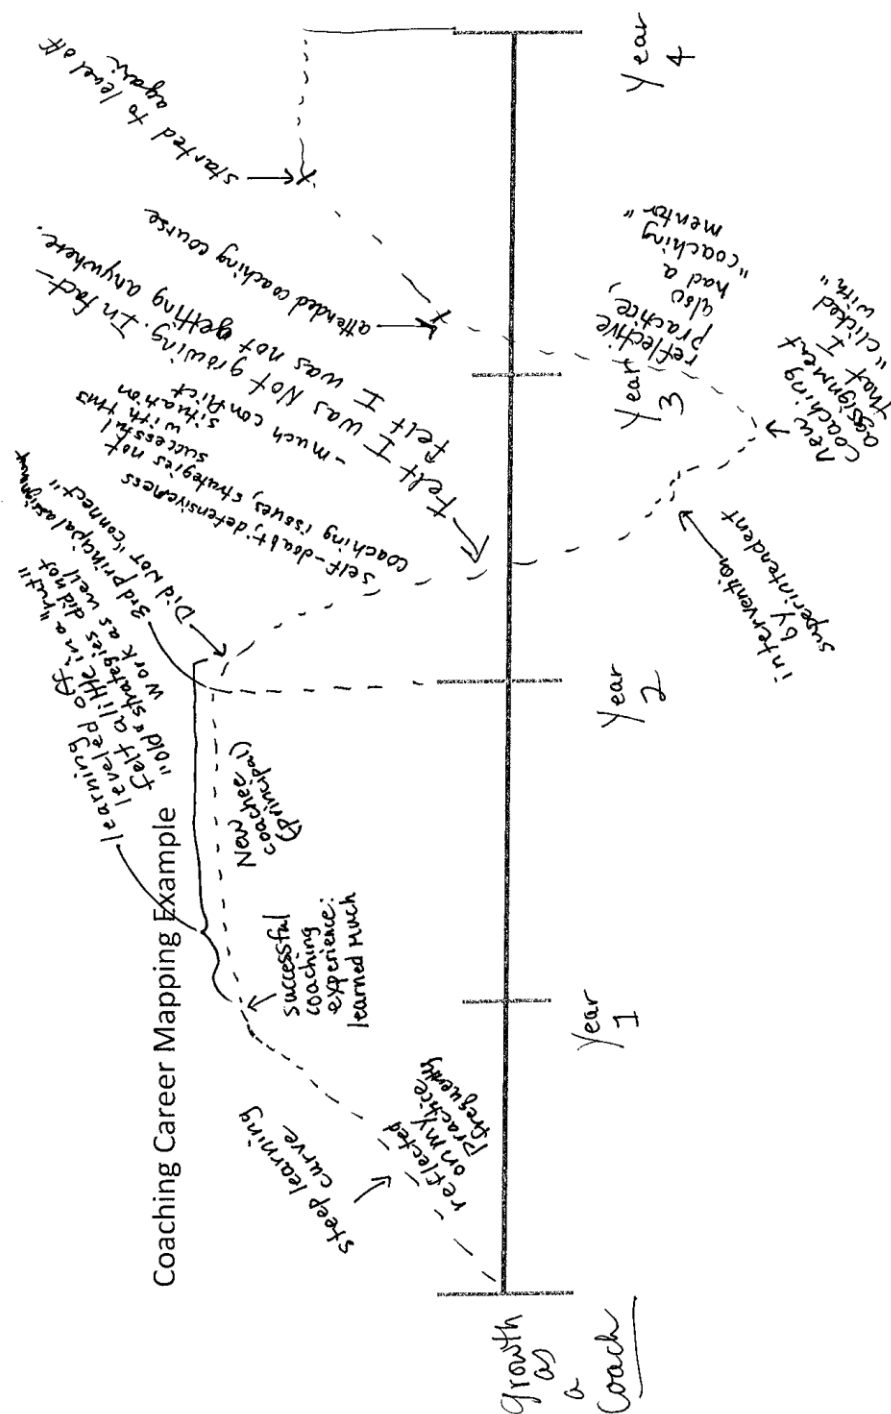 Coaching Career Mapping Example
Growth
as
a
Coach
steep learning
curve
reflected
on my
practice
frequently
Year
1
successful
coaching
experience:
learned much
learning
leveled off
felt a little in a "rut"
"old" strategies did not
work as well
New
coachee
(principal)
Year
2
3rd principal assignment
Did NOT "connect"
self-doubt; defensiveness
coaching issues, strategies not
successful
with this
situation
- much conflict
Felt I was NOT growing. In fact -
felt I was not getting anywhere.
intervention
by
superintendent
new
coaching
assignment
that I
"clicked
with"
Year
3
reflective
practice,
also
had a
"coaching
mentor"
attended coaching course
started to level off
again
Year
4